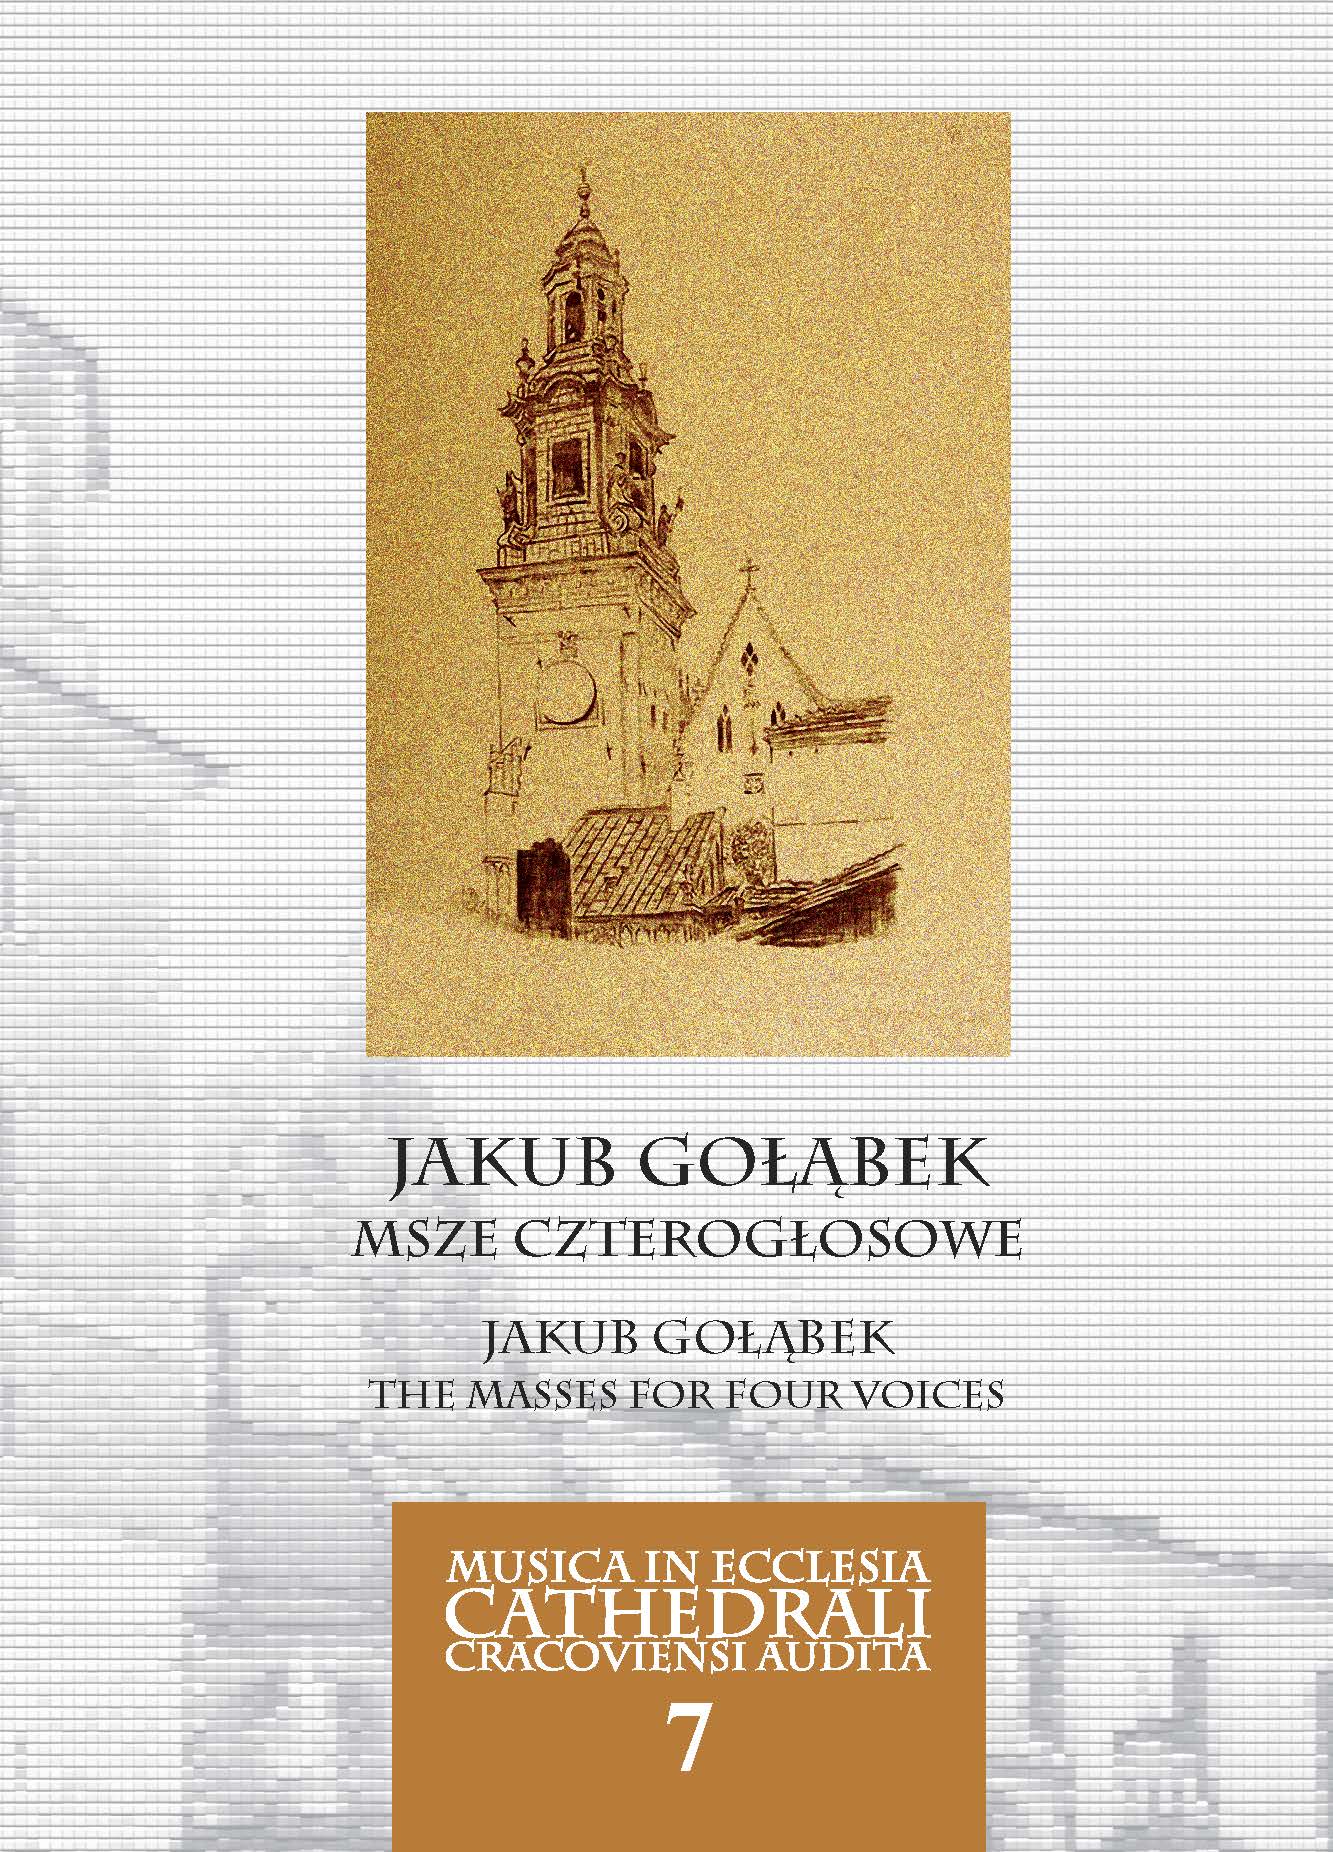 JAKUB GOŁĄBEK
MSZE CZTEROGŁOSOWE
JAKUB GOŁĄBEK
THE MASSES FOR FOUR VOICES
MUSICA IN ECCLESIA
CATHEDRALI
CRACOVIENSI AUDITA
7